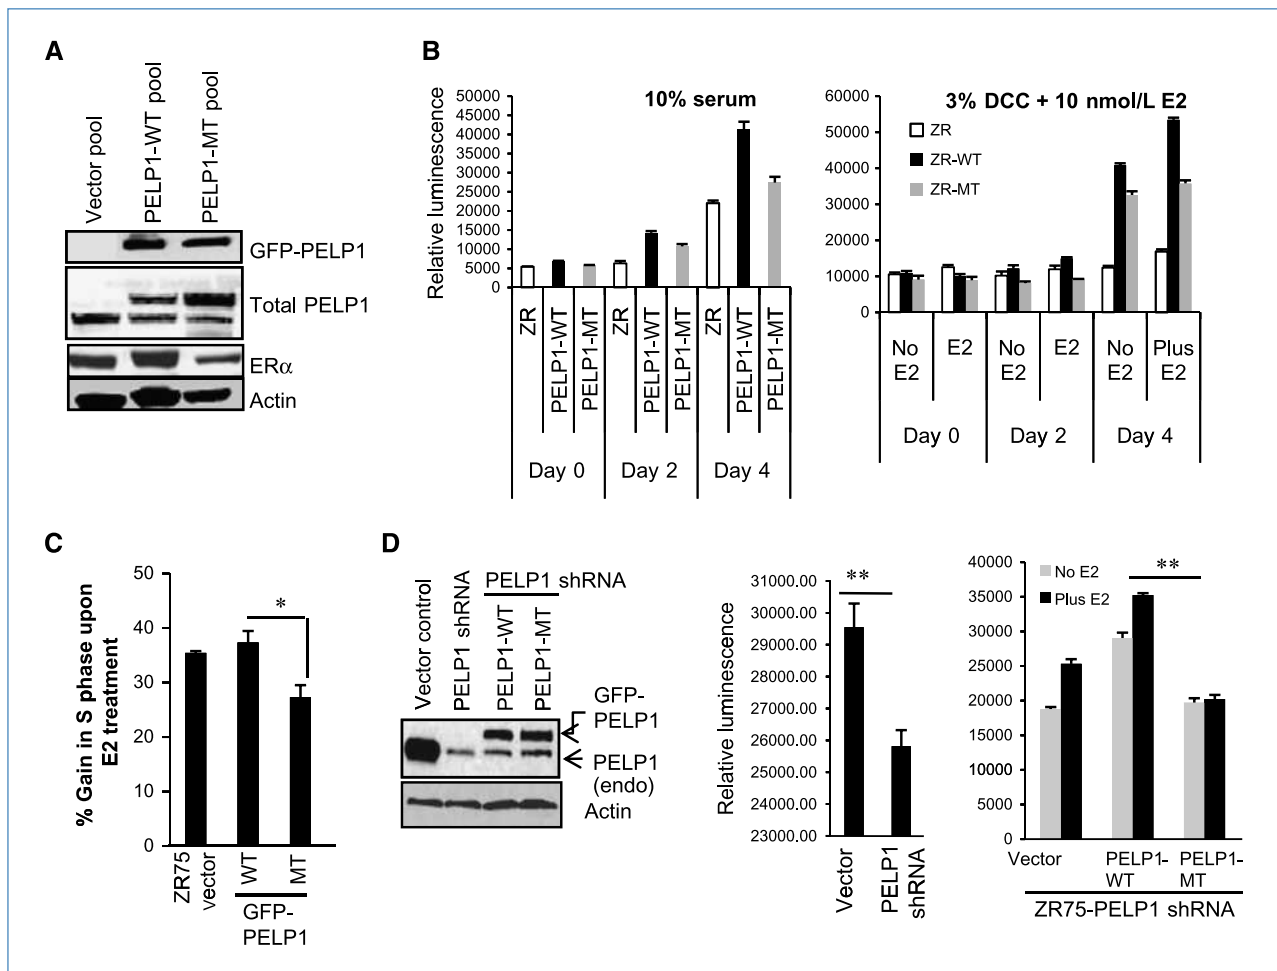 A
Vector pool
PELP1-WT pool
PELP1-MT pool
GFP-PELP1
Total PELP1
ERα
Actin
B
10% serum
Relative luminescence
50000
45000
40000
35000
30000
25000
20000
15000
10000
5000
0
ZR
PELP1-WT
PELP1-MT
ZR
PELP1-WT
PELP1-MT
ZR
PELP1-WT
PELP1-MT
Day 0
Day 2
Day 4
3% DCC + 10 nmol/L E2
ZR
ZR-WT
ZR-MT
60000
50000
40000
30000
20000
10000
0
No E2
E2
No E2
E2
No E2
Plus E2
Day 0
Day 2
Day 4
C
% Gain in S phase upon
E2 treatment
50
40
30
20
10
0
*
ZR75
vector
WT
MT
GFP-
PELP1
D
Vector control
PELP1 shRNA
PELP1 shRNA
PELP1-WT
PELP1-MT
GFP-
PELP1
PELP1
(endo)
Actin
Relative luminescence
31000.00
30000.00
29000.00
28000.00
27000.00
26000.00
25000.00
24000.00
23000.00
**
Vector
PELP1
shRNA
40000
35000
30000
25000
20000
15000
10000
5000
0
No E2
Plus E2
**
Vector
PELP1-
WT
PELP1-
MT
ZR75-PELP1 shRNA